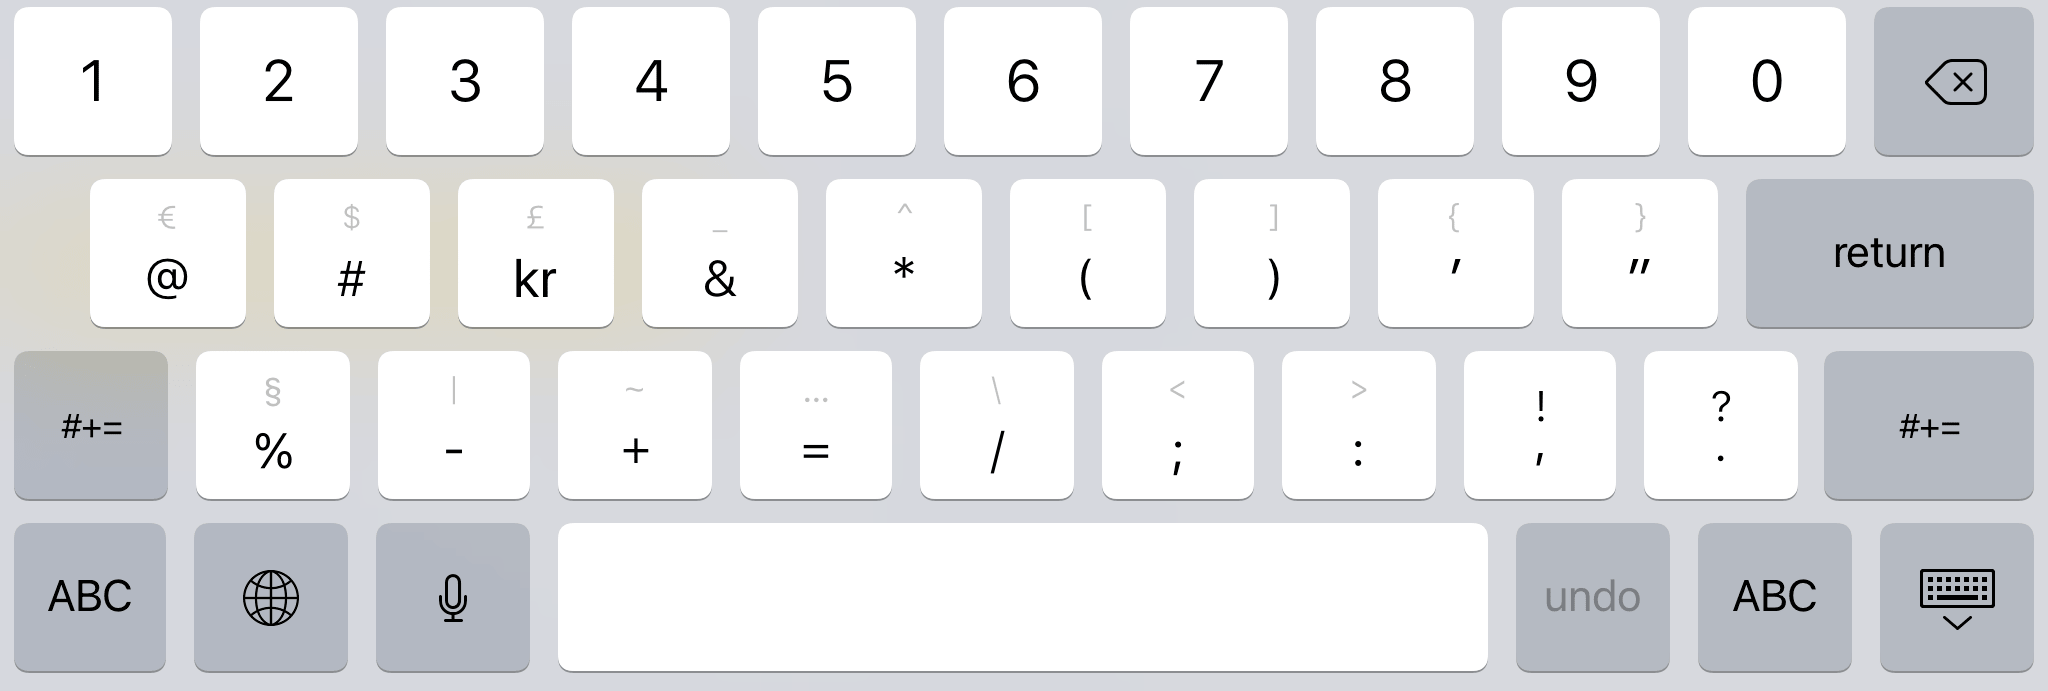 1 2 3 4 5 6 7 8 9 0
€ $ £ _ ^ [ ] { }
@ # kr & * ( ) ' " return
§ | ~ … \ < > ! ?
#+= % - + = / ; : , . #+=
ABC undo ABC